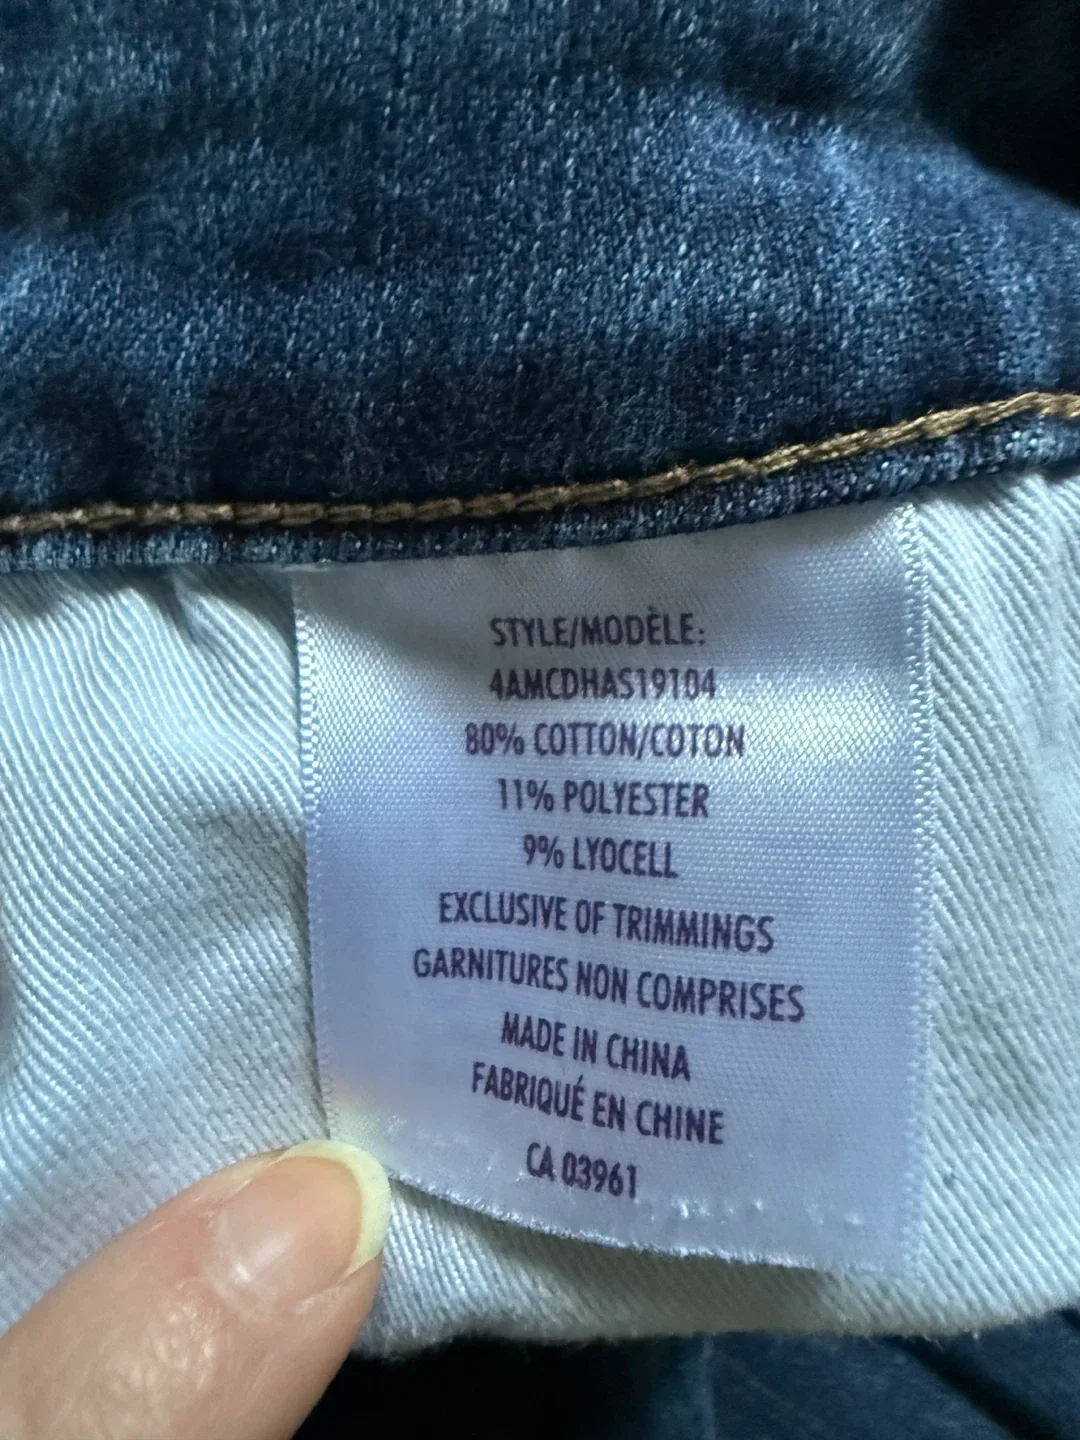 STYLE/MODÈLE:
4AMCDHAS19104
80% COTTON/COTON
11% POLYESTER
9% LYOCELL
EXCLUSIVE OF TRIMMINGS
GARNITURES NON COMPRISES
MADE IN CHINA
FABRIQUÉ EN CHINE
CA 03961